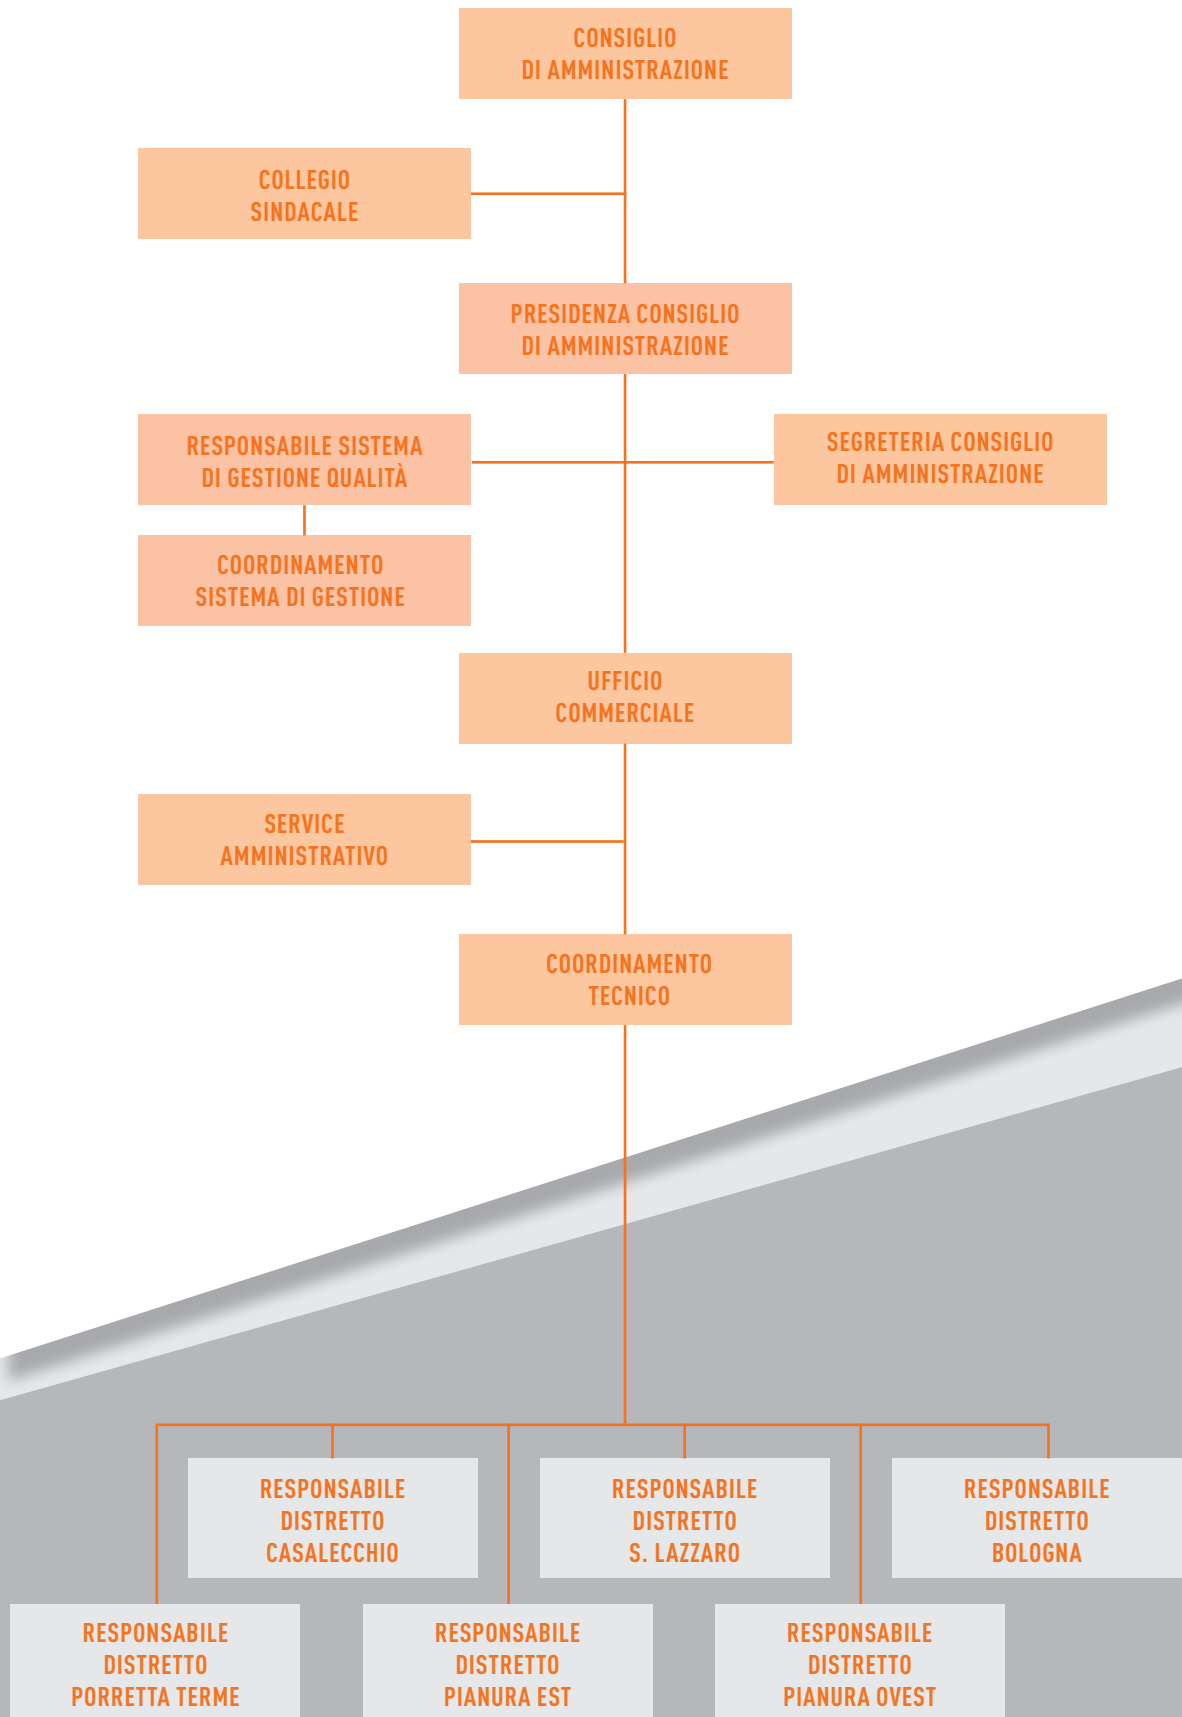 CONSIGLIO
DI AMMINISTRAZIONE
COLLEGIO
SINDACALE
PRESIDENZA CONSIGLIO
DI AMMINISTRAZIONE
RESPONSABILE SISTEMA
DI GESTIONE QUALITÀ
SEGRETERIA CONSIGLIO
DI AMMINISTRAZIONE
COORDINAMENTO
SISTEMA DI GESTIONE
UFFICIO
COMMERCIALE
SERVICE
AMMINISTRATIVO
COORDINAMENTO
TECNICO
RESPONSABILE
DISTRETTO
CASALECCHIO
RESPONSABILE
DISTRETTO
S. LAZZARO
RESPONSABILE
DISTRETTO
BOLOGNA
RESPONSABILE
DISTRETTO
PORRETTA TERME
RESPONSABILE
DISTRETTO
PIANURA EST
RESPONSABILE
DISTRETTO
PIANURA OVEST